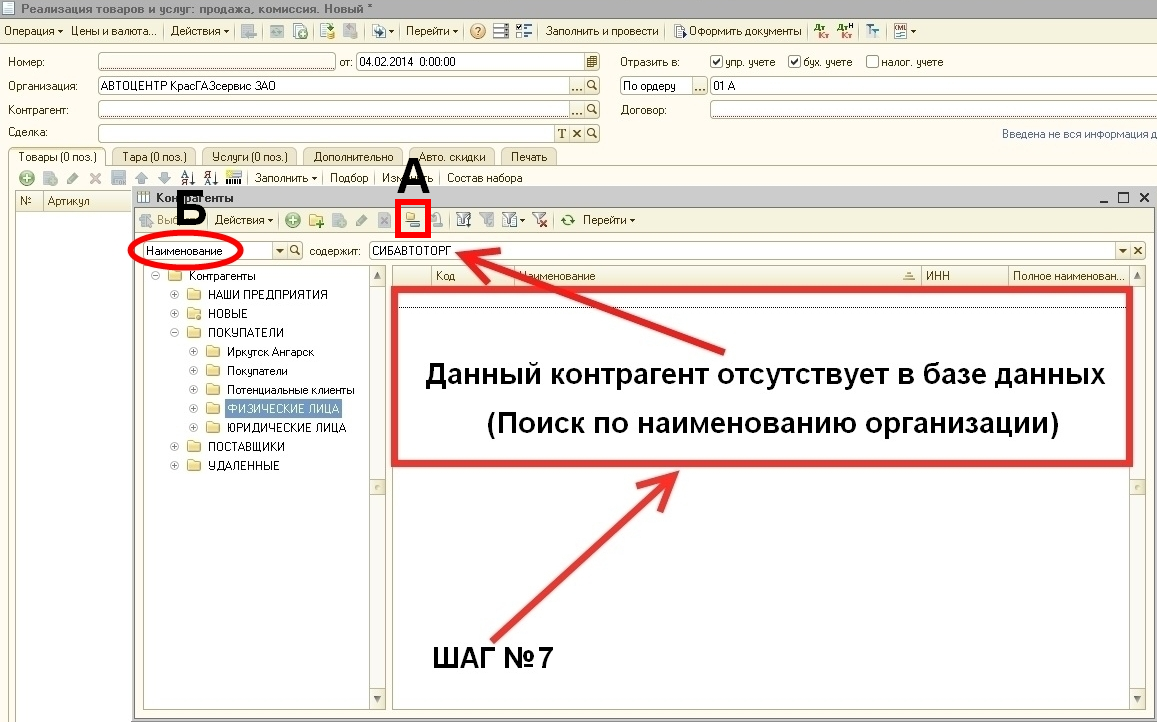 Реализация товаров и услуг: продажа, комиссия. Новый *
Операция Цены и валюта... Действия Перейти Заполнить и провести Оформить документы
Номер: от: 04.02.2014 0:00:00 Отразить в: упр. учете бух. учете налог. учете
Организация: АВТОЦЕНТР КрасГАЗсервис ЗАО ... По ордеру ... 01 А
Контрагент: ... Договор:
Сделка: T Введена не вся информация д
Товары (0 поз.) Тара (0 поз.) Услуги (0 поз.) Дополнительно Авто. скидки Печать
Заполнить Подбор Состав набора
№ Артикул
А
Контрагенты
Б
Действия Перейти
Наименование содержит: СИБАВТОТОРГ
Контрагенты
НАШИ ПРЕДПРИЯТИЯ
НОВЫЕ
ПОКУПАТЕЛИ
Иркутск Ангарск
Покупатели
Потенциальные клиенты
ФИЗИЧЕСКИЕ ЛИЦА
ЮРИДИЧЕСКИЕ ЛИЦА
ПОСТАВЩИКИ
УДАЛЕННЫЕ
Код Наименование ИНН Полное наименован...
Данный контрагент отсутствует в базе данных
(Поиск по наименованию организации)
ШАГ №7